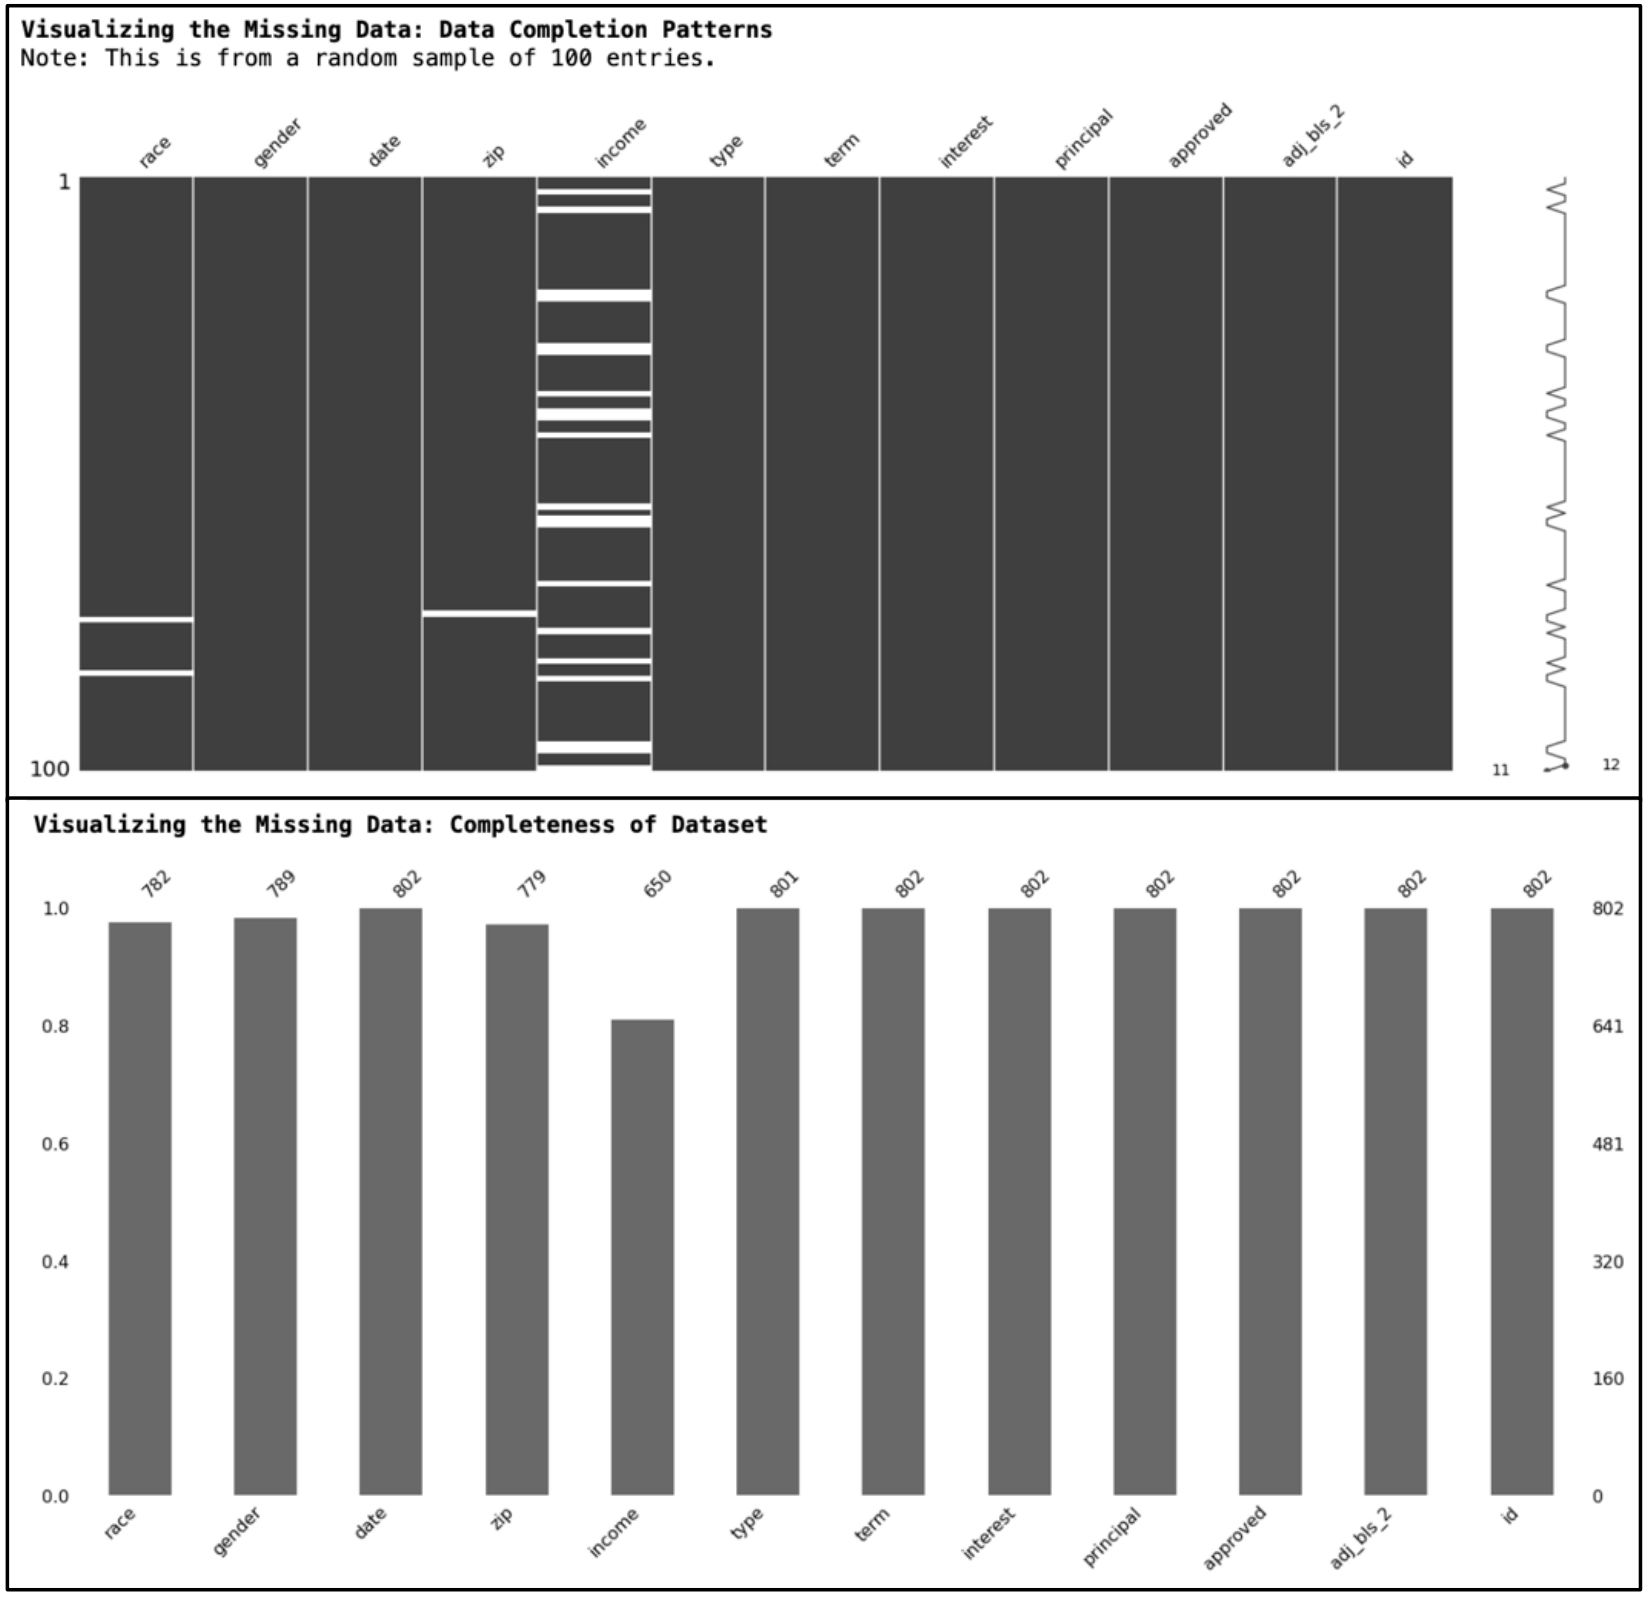 Visualizing the Missing Data: Data Completion Patterns
Note: This is from a random sample of 100 entries.
race gender date zip income type term interest principal approved adj_bls_2 id
1
100
11 12
Visualizing the Missing Data: Completeness of Dataset
782 789 802 779 650 801 802 802 802 802 802 802
1.0 802
0.8 641
0.6 481
0.4 320
0.2 160
0.0 0
race gender date zip income type term interest principal approved adj_bls_2 id